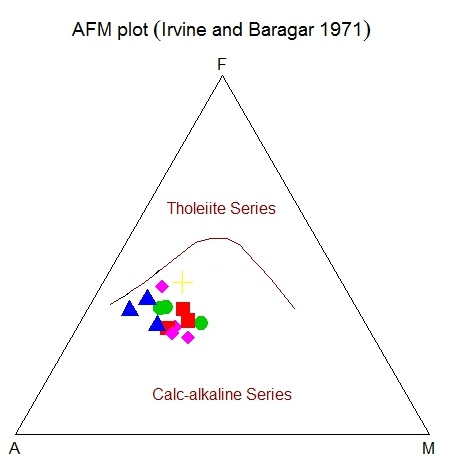 AFM plot (Irvine and Baragar 1971)
F
Tholeiite Series
Calc-alkaline Series
A M